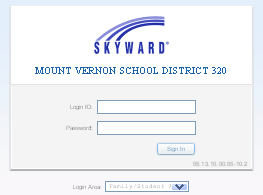 SKYWARD®
MOUNT VERNON SCHOOL DISTRICT 320
Login ID:
Password:
Sign In
05.13.10.00.05-10.2
Login Area: Family/Student